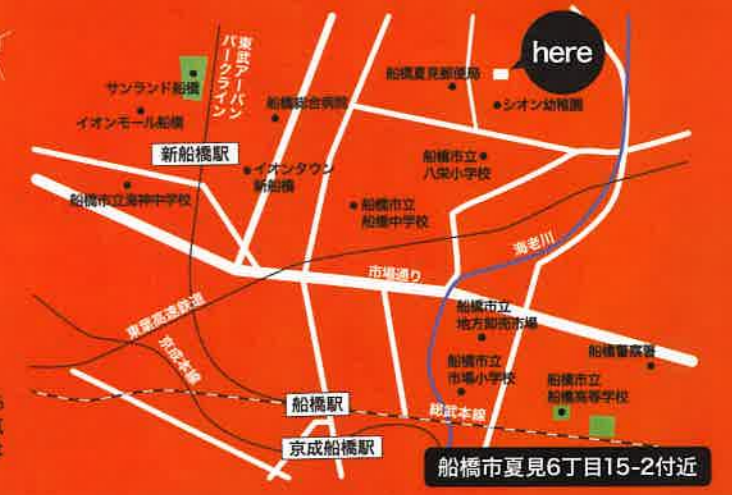 here
東武アーバン
パークライン
サンランド船橋
イオンモール船橋
船橋総合病院
船橋夏見郵便局
シオン幼稚園
新船橋駅
イオンタウン
新船橋
船橋市立
八栄小学校
船橋市立海神中学校
船橋市立
船橋中学校
海老川
市場通り
東葉高速鉄道
京成本線
船橋市立
地方卸売市場
船橋警察署
船橋市立
市場小学校
船橋市立
船橋高等学校
船橋駅
総武本線
京成船橋駅
船橋市夏見6丁目15-2付近